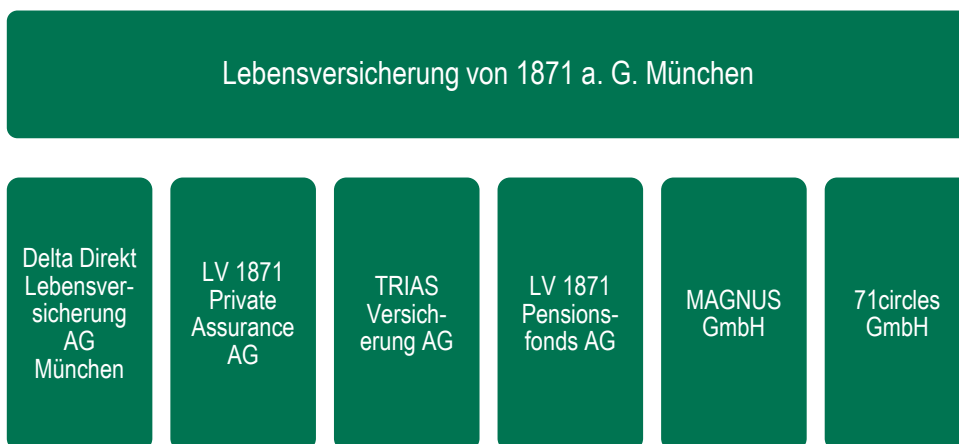 Lebensversicherung von 1871 a. G. München
Delta Direkt
Lebensver-
sicherung
AG
München
LV 1871
Private
Assurance
AG
TRIAS
Versich-
erung AG
LV 1871
Pensions-
fonds AG
MAGNUS
GmbH
71circles
GmbH